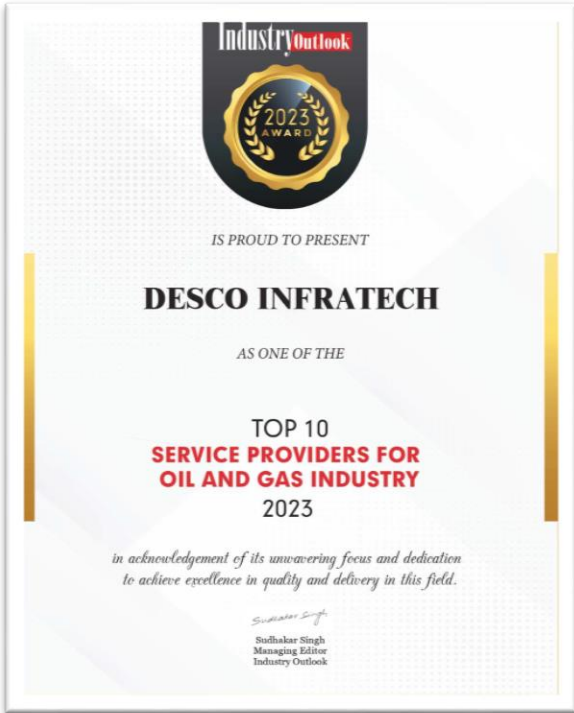 Industry Outlook
2023
AWARD
IS PROUD TO PRESENT
DESCO INFRATECH
AS ONE OF THE
TOP 10
SERVICE PROVIDERS FOR
OIL AND GAS INDUSTRY
2023
in acknowledgement of its unwavering focus and dedication
to achieve excellence in quality and delivery in this field.
Sudhakar Singh
Sudhakar Singh
Managing Editor
Industry Outlook